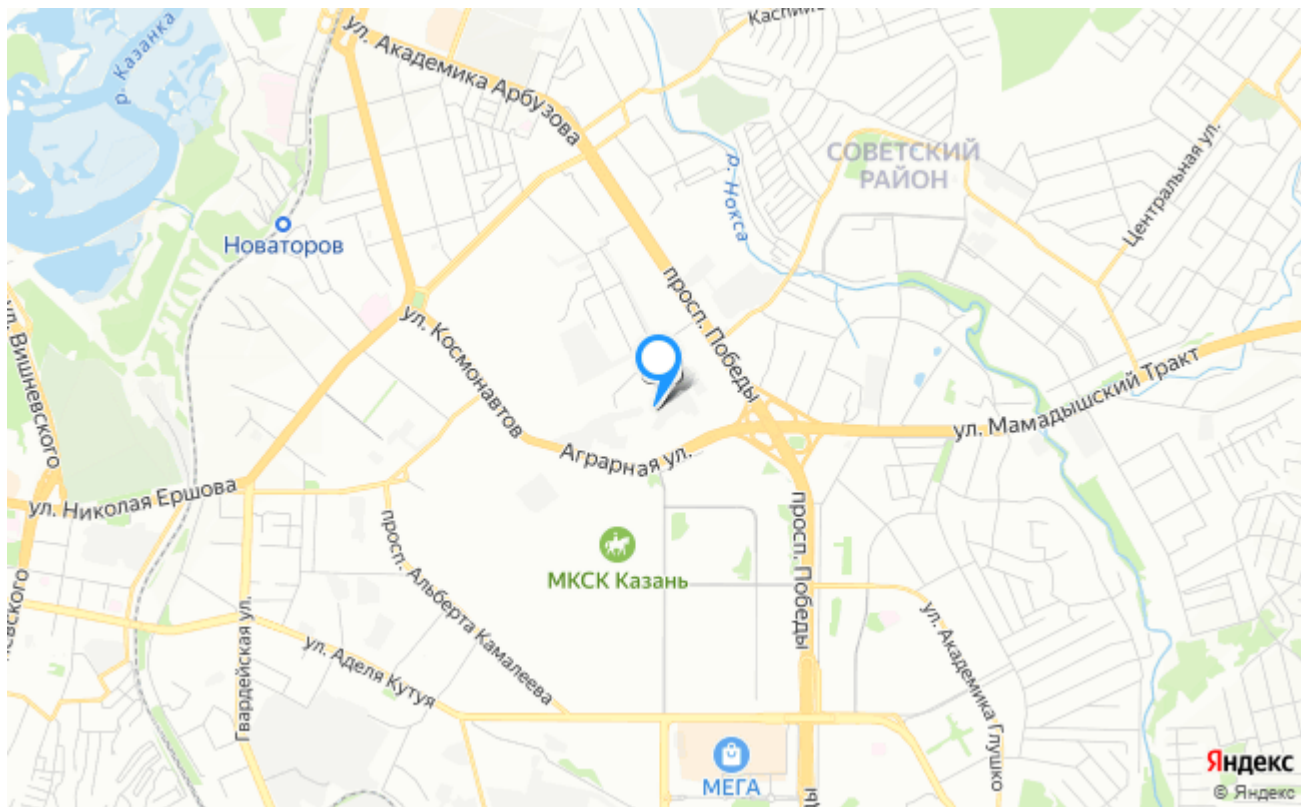 Каспийс
р. Казанка
ул. Академика Арбузова
р. Нокса
СОВЕТСКИЙ
РАЙОН
Центральная ул.
Новаторов
просп. Победы
ул. Вишневского
ул. Космонавтов
ул. Мамадышский Тракт
Аграрная ул.
ул. Николая Ершова
просп. Победы
МКСК Казань
просп. Альберта Камалеева
Гвардейская ул.
ул. Аделя Кутуя
ул. Академика Глушко
МЕГА
Яндекс
© Яндекс